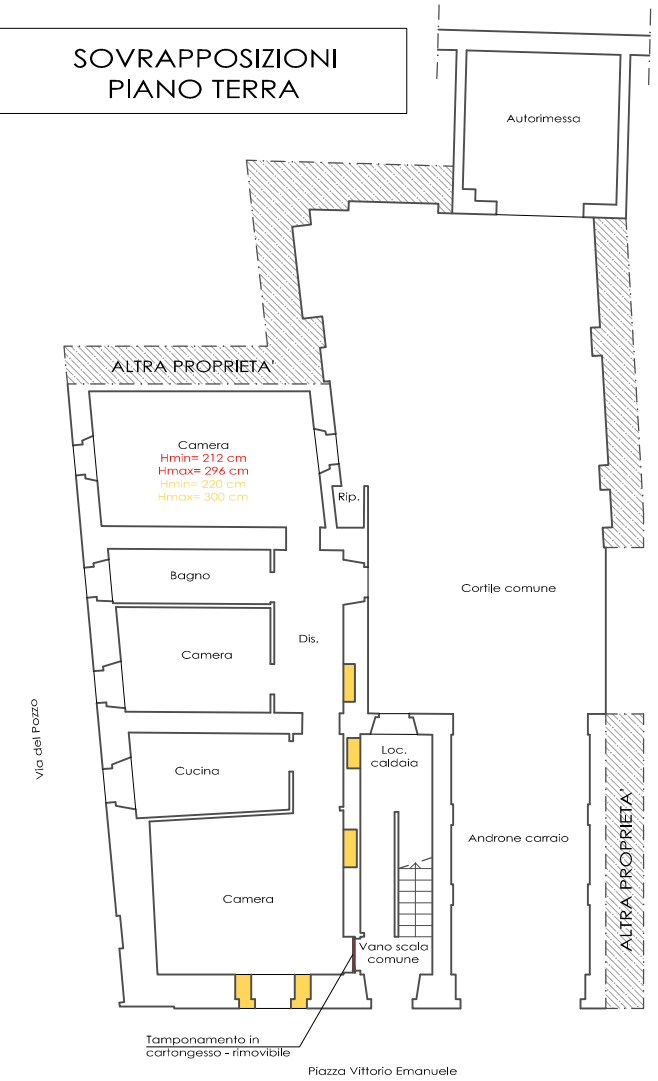 SOVRAPPOSIZIONI
PIANO TERRA
Autorimessa
ALTRA PROPRIETA'
Camera
Hmin= 212 cm
Hmax= 296 cm
Hmin= 220 cm
Hmax= 300 cm
Rip.
Bagno
Cortile comune
Dis.
Camera
Via del Pozzo
Loc.
caldaia
Cucina
Androne carraio
ALTRA PROPRIETA'
Camera
Vano scala
comune
Tamponamento in
cartongesso - rimovibile
Piazza Vittorio Emanuele